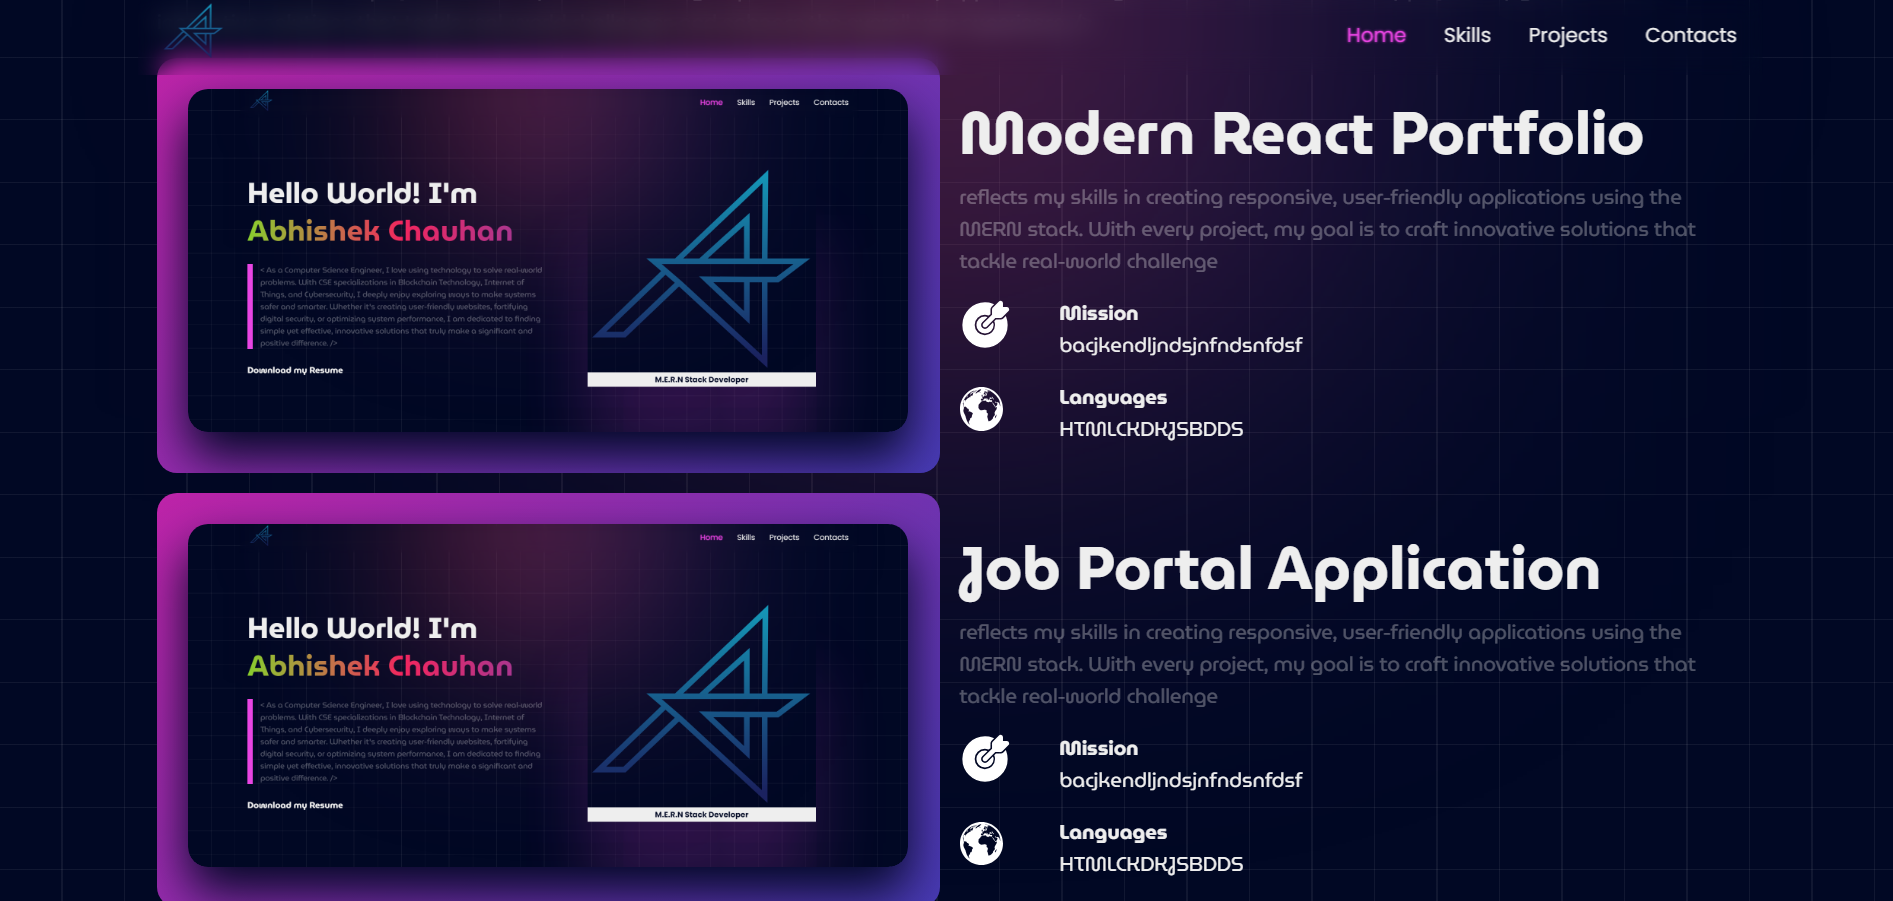 Home Skills Projects Contacts
Home Skills Projects Contacts
Hello World! I'm
Abhishek Chauhan
< As a Computer Science Engineer, I love using technology to solve real-world
problems. With CSE specializations in Blockchain Technology, Internet of
Things, and Cybersecurity, I deeply enjoy exploring ways to make systems
safer and smarter. Whether it's creating user-friendly websites, fortifying
digital security, or optimizing system performance, I am dedicated to finding
simple yet effective, innovative solutions that truly make a significant and
positive difference. />
Download my Resume
M.E.R.N Stack Developer
Modern React Portfolio
reflects my skills in creating responsive, user-friendly applications using the
MERN stack. With every project, my goal is to craft innovative solutions that
tackle real-world challenge
Mission
bacjkendljndsjnfndsnfdsf
Languages
HTMLCKDKJSBDDS
Home Skills Projects Contacts
Hello World! I'm
Abhishek Chauhan
< As a Computer Science Engineer, I love using technology to solve real-world
problems. With CSE specializations in Blockchain Technology, Internet of
Things, and Cybersecurity, I deeply enjoy exploring ways to make systems
safer and smarter. Whether it's creating user-friendly websites, fortifying
digital security, or optimizing system performance, I am dedicated to finding
simple yet effective, innovative solutions that truly make a significant and
positive difference. />
Download my Resume
M.E.R.N Stack Developer
Job Portal Application
reflects my skills in creating responsive, user-friendly applications using the
MERN stack. With every project, my goal is to craft innovative solutions that
tackle real-world challenge
Mission
bacjkendljndsjnfndsnfdsf
Languages
HTMLCKDKJSBDDS